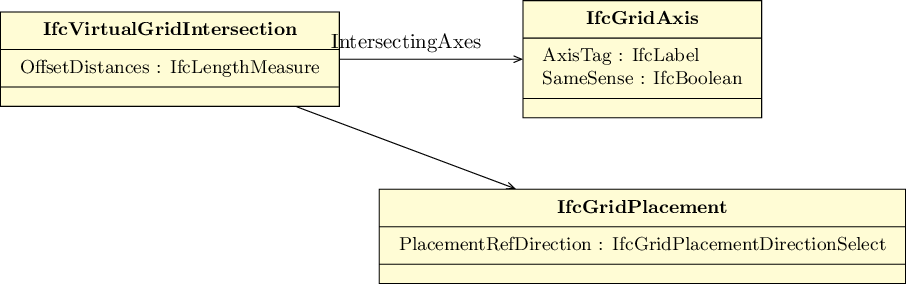 IfcVirtualGridIntersection
OffsetDistances : IfcLengthMeasure
IntersectingAxes
IfcGridAxis
AxisTag : IfcLabel
SameSense : IfcBoolean
IfcGridPlacement
PlacementRefDirection : IfcGridPlacementDirectionSelect